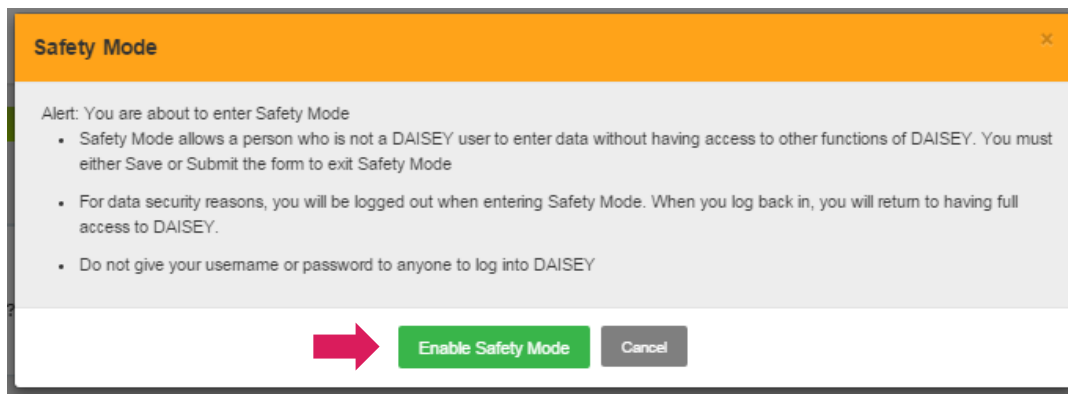 Safety Mode
×
Alert: You are about to enter Safety Mode
• Safety Mode allows a person who is not a DAISEY user to enter data without having access to other functions of DAISEY. You must
either Save or Submit the form to exit Safety Mode
• For data security reasons, you will be logged out when entering Safety Mode. When you log back in, you will return to having full
access to DAISEY.
• Do not give your username or password to anyone to log into DAISEY
?
Enable Safety Mode
Cancel